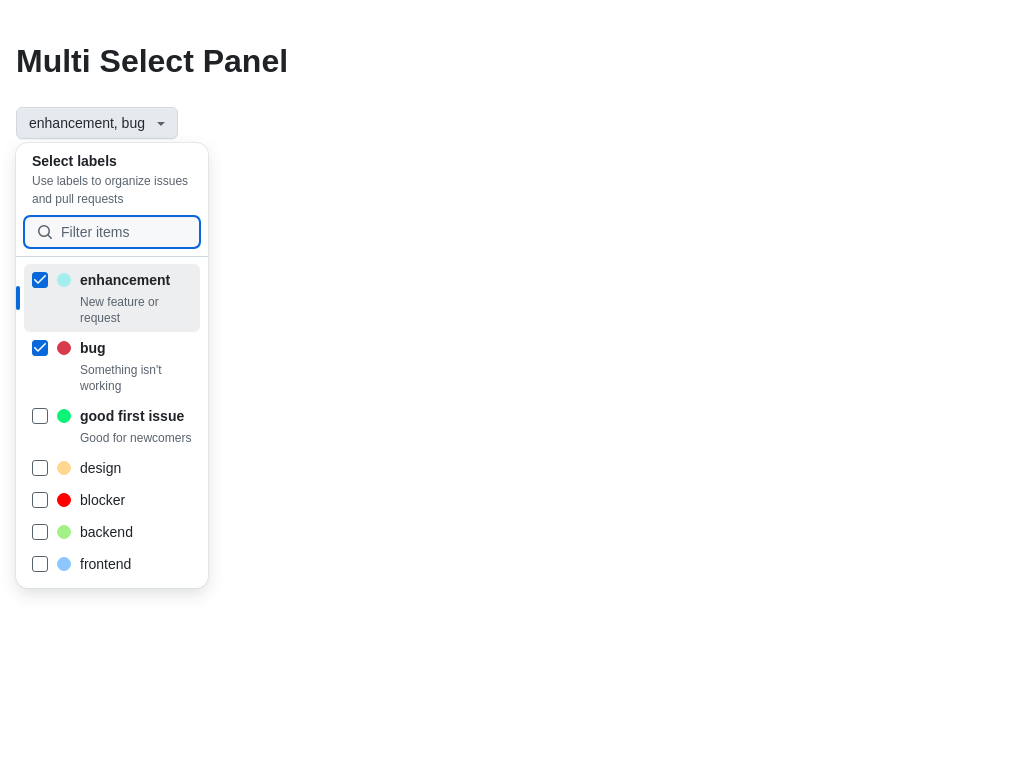 Multi Select Panel
enhancement, bug
Select labels
Use labels to organize issues
and pull requests
Filter items
enhancement
New feature or
request
bug
Something isn't
working
good first issue
Good for newcomers
design
blocker
backend
frontend